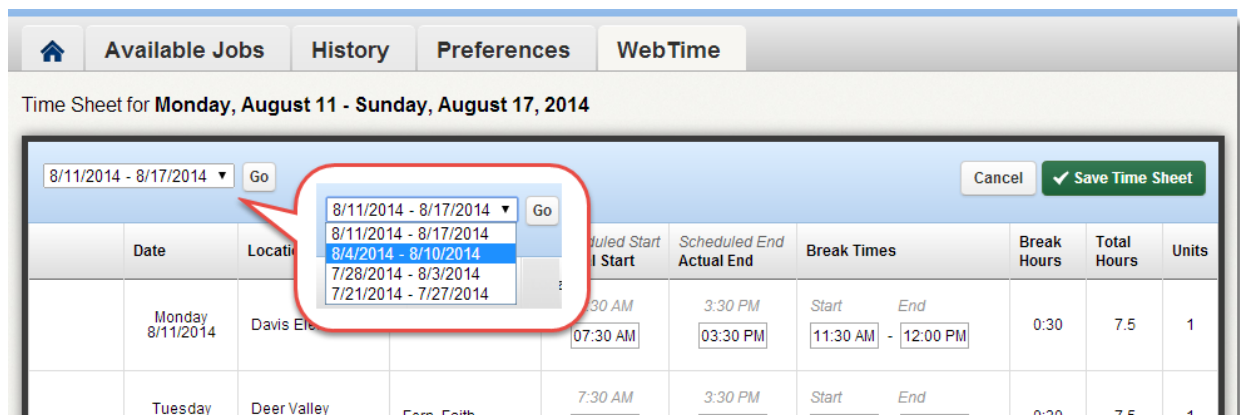 Available Jobs History Preferences WebTime
Time Sheet for Monday, August 11 - Sunday, August 17, 2014
8/11/2014 - 8/17/2014 Go
Cancel Save Time Sheet
8/11/2014 - 8/17/2014 Go
8/11/2014 - 8/17/2014
8/4/2014 - 8/10/2014
7/28/2014 - 8/3/2014
7/21/2014 - 7/27/2014
Start Scheduled End Break Total
Date Start Actual End Break Times Hours Hours Units
Monday AM 3:30 PM Start End
8/11/2014 Davis 07:30 AM 03:30 PM 11:30 AM - 12:00 PM 0:30 7.5 1
7:30 AM 3:30 PM Start End
Tuesday Deer Valley